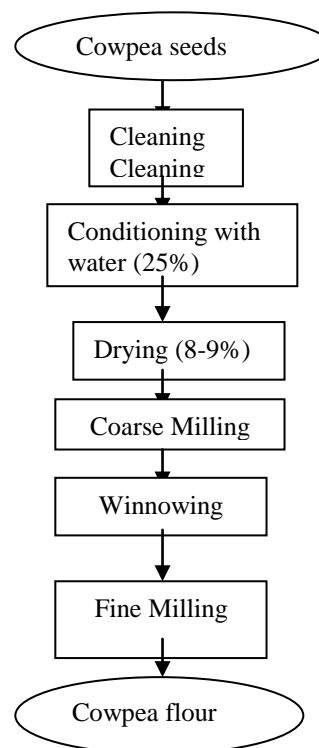 Cowpea seeds
Cleaning
Cleaning
Conditioning with
water (25%)
Drying (8-9%)
Coarse Milling
Winnowing
Fine Milling
Cowpea flour